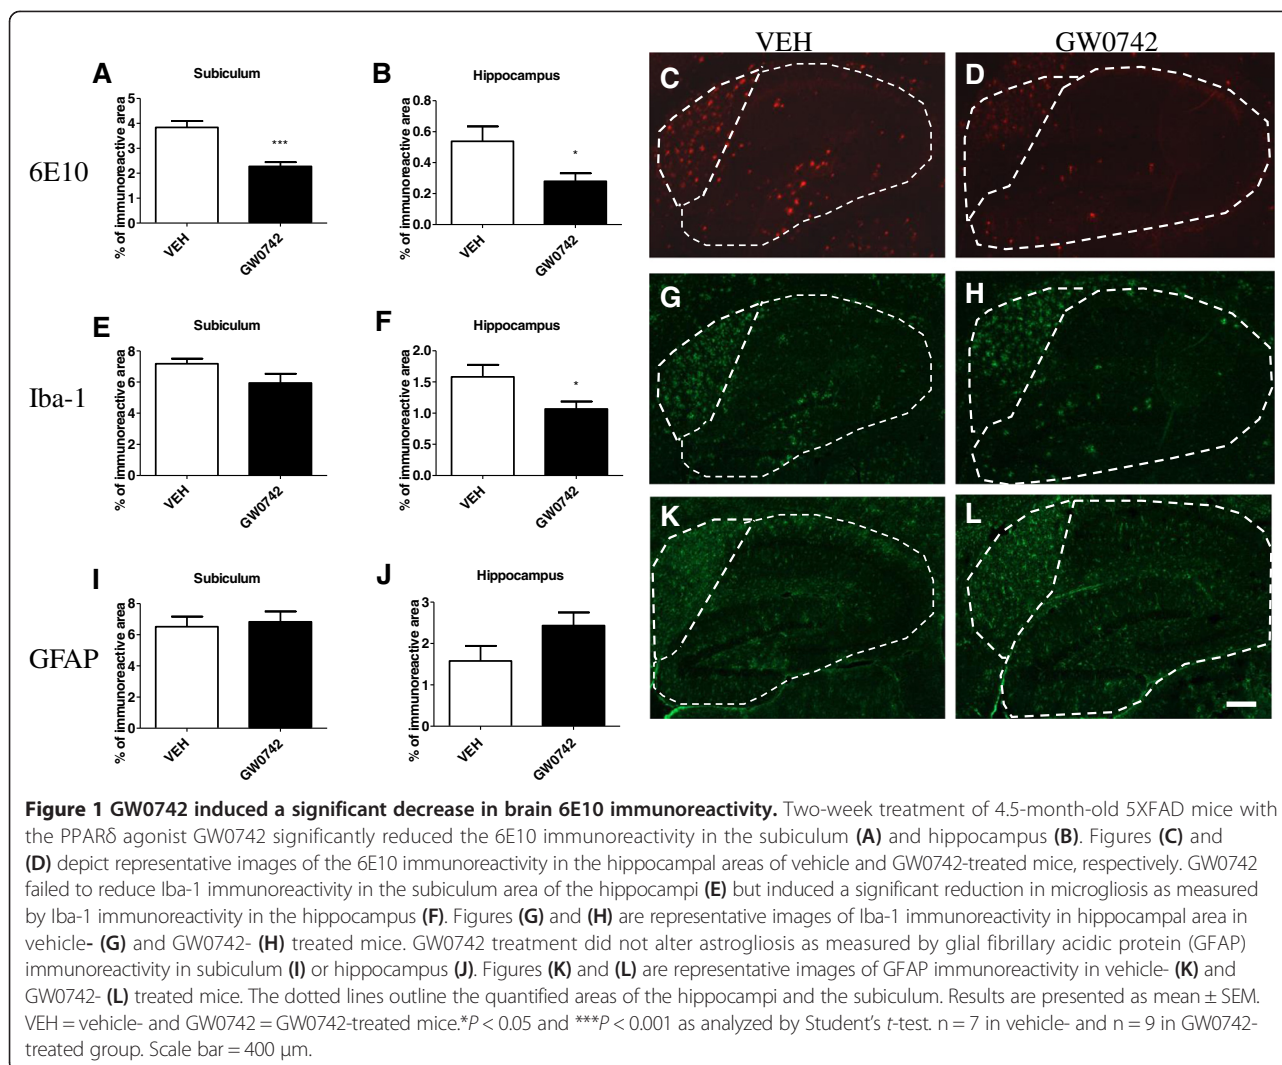 VEH GW0742
A Subiculum
% of immunoreactive area
5
4
3
2
1
0
***
VEH
GW0742
B Hippocampus
% of immunoreactive area
0.8
0.6
0.4
0.2
0.0
*
VEH
GW0742
C
D
6E10
E Subiculum
% of immunoreactive area
8
6
4
2
0
VEH
GW0742
F Hippocampus
% of immunoreactive area
2.0
1.5
1.0
0.5
0.0
*
VEH
GW0742
G
H
Iba-1
I Subiculum
% of immunoreactive area
8
6
4
2
0
VEH
GW0742
J Hippocampus
% of immunoreactive area
3
2
1
0
VEH
GW0742
K
L
GFAP
Figure 1 GW0742 induced a significant decrease in brain 6E10 immunoreactivity. Two-week treatment of 4.5-month-old 5XFAD mice with
the PPARδ agonist GW0742 significantly reduced the 6E10 immunoreactivity in the subiculum (A) and hippocampus (B). Figures (C) and
(D) depict representative images of the 6E10 immunoreactivity in the hippocampal areas of vehicle and GW0742-treated mice, respectively. GW0742
failed to reduce Iba-1 immunoreactivity in the subiculum area of the hippocampi (E) but induced a significant reduction in microgliosis as measured
by Iba-1 immunoreactivity in the hippocampus (F). Figures (G) and (H) are representative images of Iba-1 immunoreactivity in hippocampal area in
vehicle- (G) and GW0742- (H) treated mice. GW0742 treatment did not alter astrogliosis as measured by glial fibrillary acidic protein (GFAP)
immunoreactivity in subiculum (I) or hippocampus (J). Figures (K) and (L) are representative images of GFAP immunoreactivity in vehicle- (K) and
GW0742- (L) treated mice. The dotted lines outline the quantified areas of the hippocampi and the subiculum. Results are presented as mean ± SEM.
VEH = vehicle- and GW0742 = GW0742-treated mice.*P < 0.05 and ***P < 0.001 as analyzed by Student’s t-test. n = 7 in vehicle- and n = 9 in GW0742-
treated group. Scale bar = 400 μm.